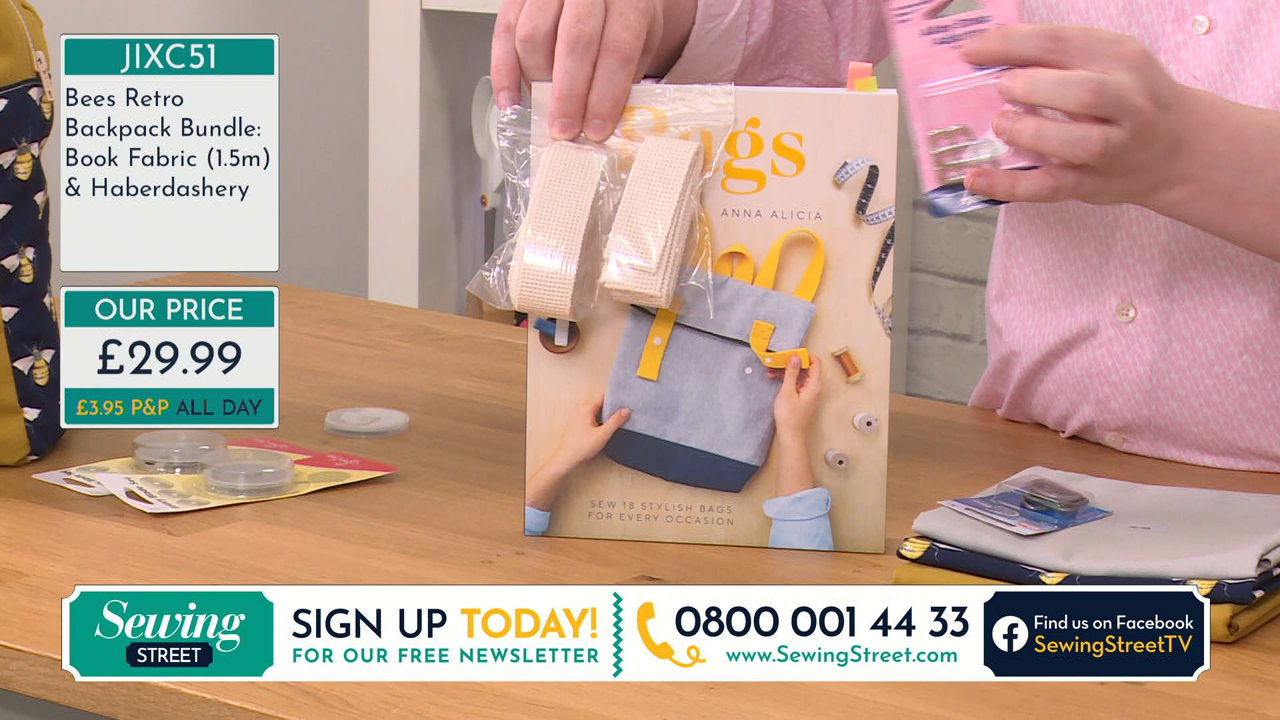 JIXC51
Bees Retro
Backpack Bundle:
Book Fabric (1.5m)
& Haberdashery
OUR PRICE
£29.99
£3.95 P&P ALL DAY
Bags
ANNA ALICIA
SEW 18 STYLISH BAGS
FOR EVERY OCCASION
Sewing
STREET
SIGN UP TODAY!
FOR OUR FREE NEWSLETTER
0800 001 44 33
www.SewingStreet.com
Find us on Facebook
SewingStreetTV